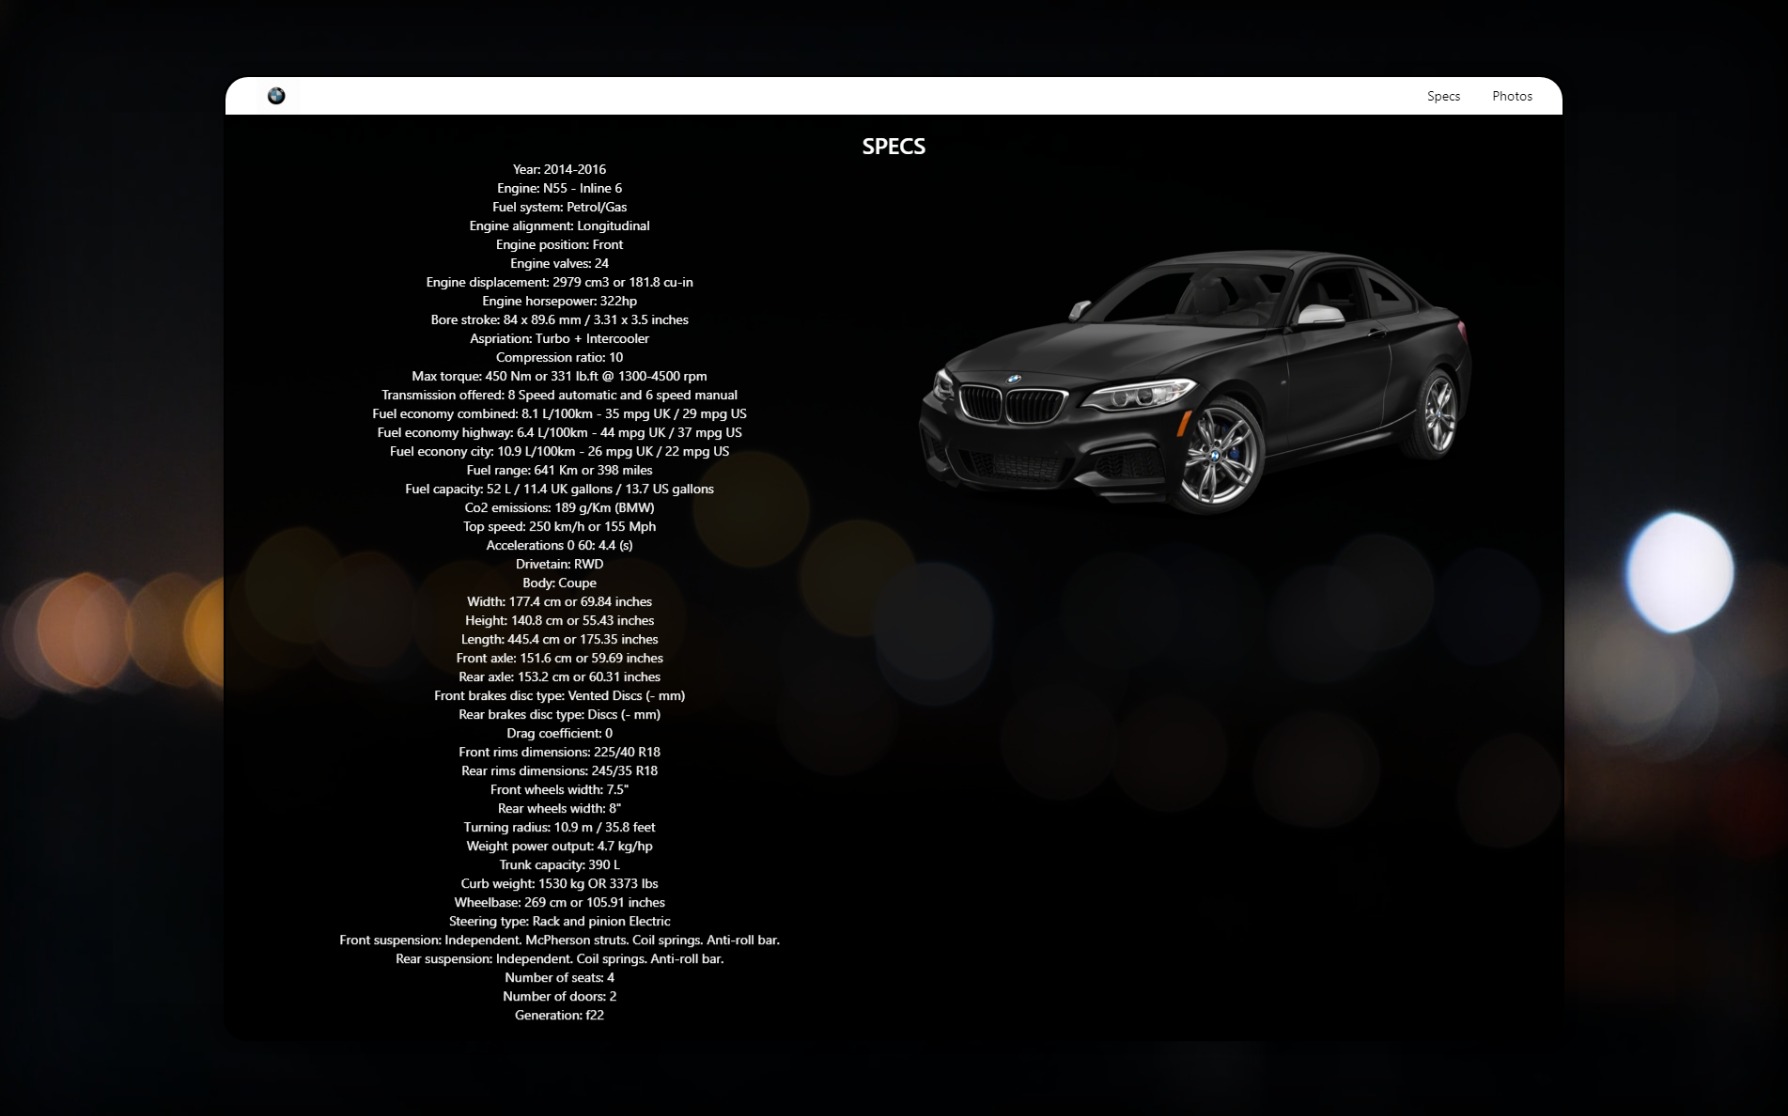 Specs
Photos
SPECS
Year: 2014-2016
Engine: N55 - Inline 6
Fuel system: Petrol/Gas
Engine alignment: Longitudinal
Engine position: Front
Engine valves: 24
Engine displacement: 2979 cm3 or 181.8 cu-in
Engine horsepower: 322hp
Bore stroke: 84 x 89.6 mm / 3.31 x 3.5 inches
Aspriation: Turbo + Intercooler
Compression ratio: 10
Max torque: 450 Nm or 331 lb.ft @ 1300-4500 rpm
Transmission offered: 8 Speed automatic and 6 speed manual
Fuel economy combined: 8.1 L/100km - 35 mpg UK / 29 mpg US
Fuel economy highway: 6.4 L/100km - 44 mpg UK / 37 mpg US
Fuel economy city: 10.9 L/100km - 26 mpg UK / 22 mpg US
Fuel range: 641 Km or 398 miles
Fuel capacity: 52 L / 11.4 UK gallons / 13.7 US gallons
Co2 emissions: 189 g/Km (BMW)
Top speed: 250 km/h or 155 Mph
Accelerations 0 60: 4.4 (s)
Drivetain: RWD
Body: Coupe
Width: 177.4 cm or 69.84 inches
Height: 140.8 cm or 55.43 inches
Length: 445.4 cm or 175.35 inches
Front axle: 151.6 cm or 59.69 inches
Rear axle: 153.2 cm or 60.31 inches
Front brakes disc type: Vented Discs (- mm)
Rear brakes disc type: Discs (- mm)
Drag coefficient: 0
Front rims dimensions: 225/40 R18
Rear rims dimensions: 245/35 R18
Front wheels width: 7.5"
Rear wheels width: 8"
Turning radius: 10.9 m / 35.8 feet
Weight power output: 4.7 kg/hp
Trunk capacity: 390 L
Curb weight: 1530 kg OR 3373 lbs
Wheelbase: 269 cm or 105.91 inches
Steering type: Rack and pinion Electric
Front suspension: Independent. McPherson struts. Coil springs. Anti-roll bar.
Rear suspension: Independent. Coil springs. Anti-roll bar.
Number of seats: 4
Number of doors: 2
Generation: f22